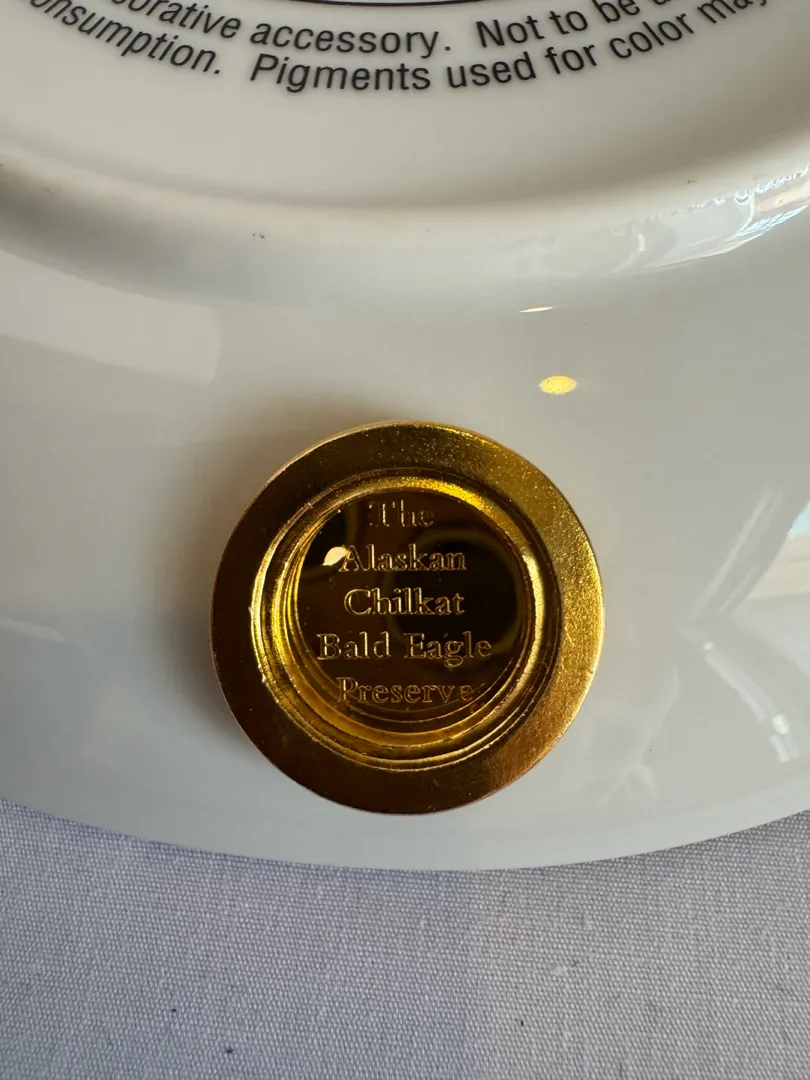 orative accessory. Not to be
onsumption. Pigments used for color may
The
Alaskan
Chilkat
Bald Eagle
Preserve